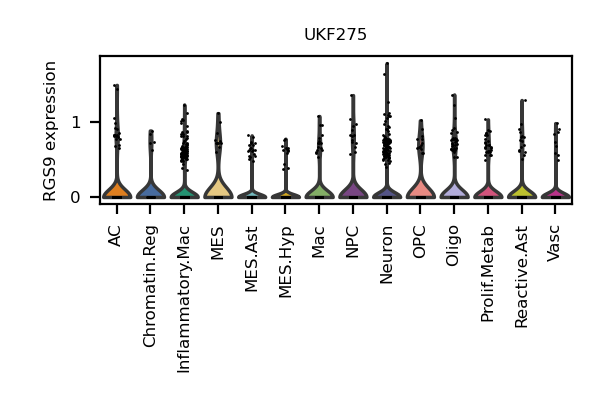 UKF275
RGS9 expression
1
0
AC
Chromatin.Reg
Inflammatory.Mac
MES
MES.Ast
MES.Hyp
Mac
NPC
Neuron
OPC
Oligo
Prolif.Metab
Reactive.Ast
Vasc